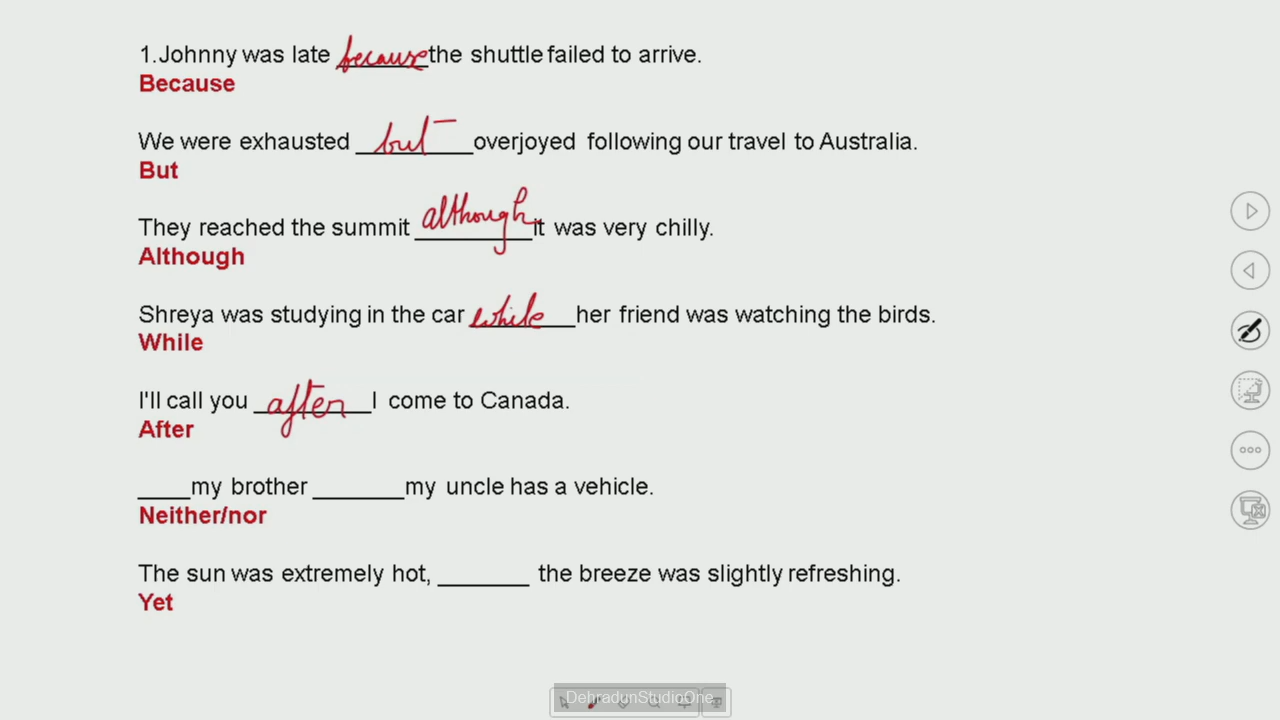 1.Johnny was late because the shuttle failed to arrive.
Because
We were exhausted but overjoyed following our travel to Australia.
But
They reached the summit although it was very chilly.
Although
Shreya was studying in the car while her friend was watching the birds.
While
I'll call you after I come to Canada.
After
____my brother _______my uncle has a vehicle.
Neither/nor
The sun was extremely hot, _______ the breeze was slightly refreshing.
Yet
DehradunStudioOne